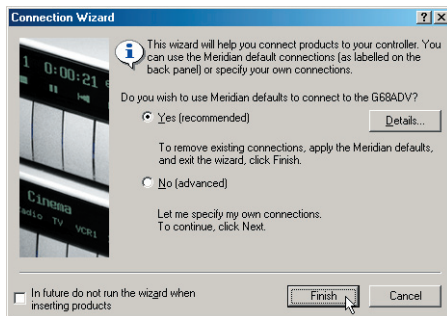 Connection Wizard
This wizard will help you connect products to your controller. You
can use the Meridian default connections (as labelled on the
back panel) or specify your own connections.
Do you wish to use Meridian defaults to connect to the G68ADV?
Yes (recommended)
Details...
To remove existing connections, apply the Meridian defaults,
and exit the wizard, click Finish.
No (advanced)
Let me specify my own connections.
To continue, click Next.
1 0:00:21
Cinema
adio TV VCR1
In future do not run the wizard when
inserting products
Finish
Cancel